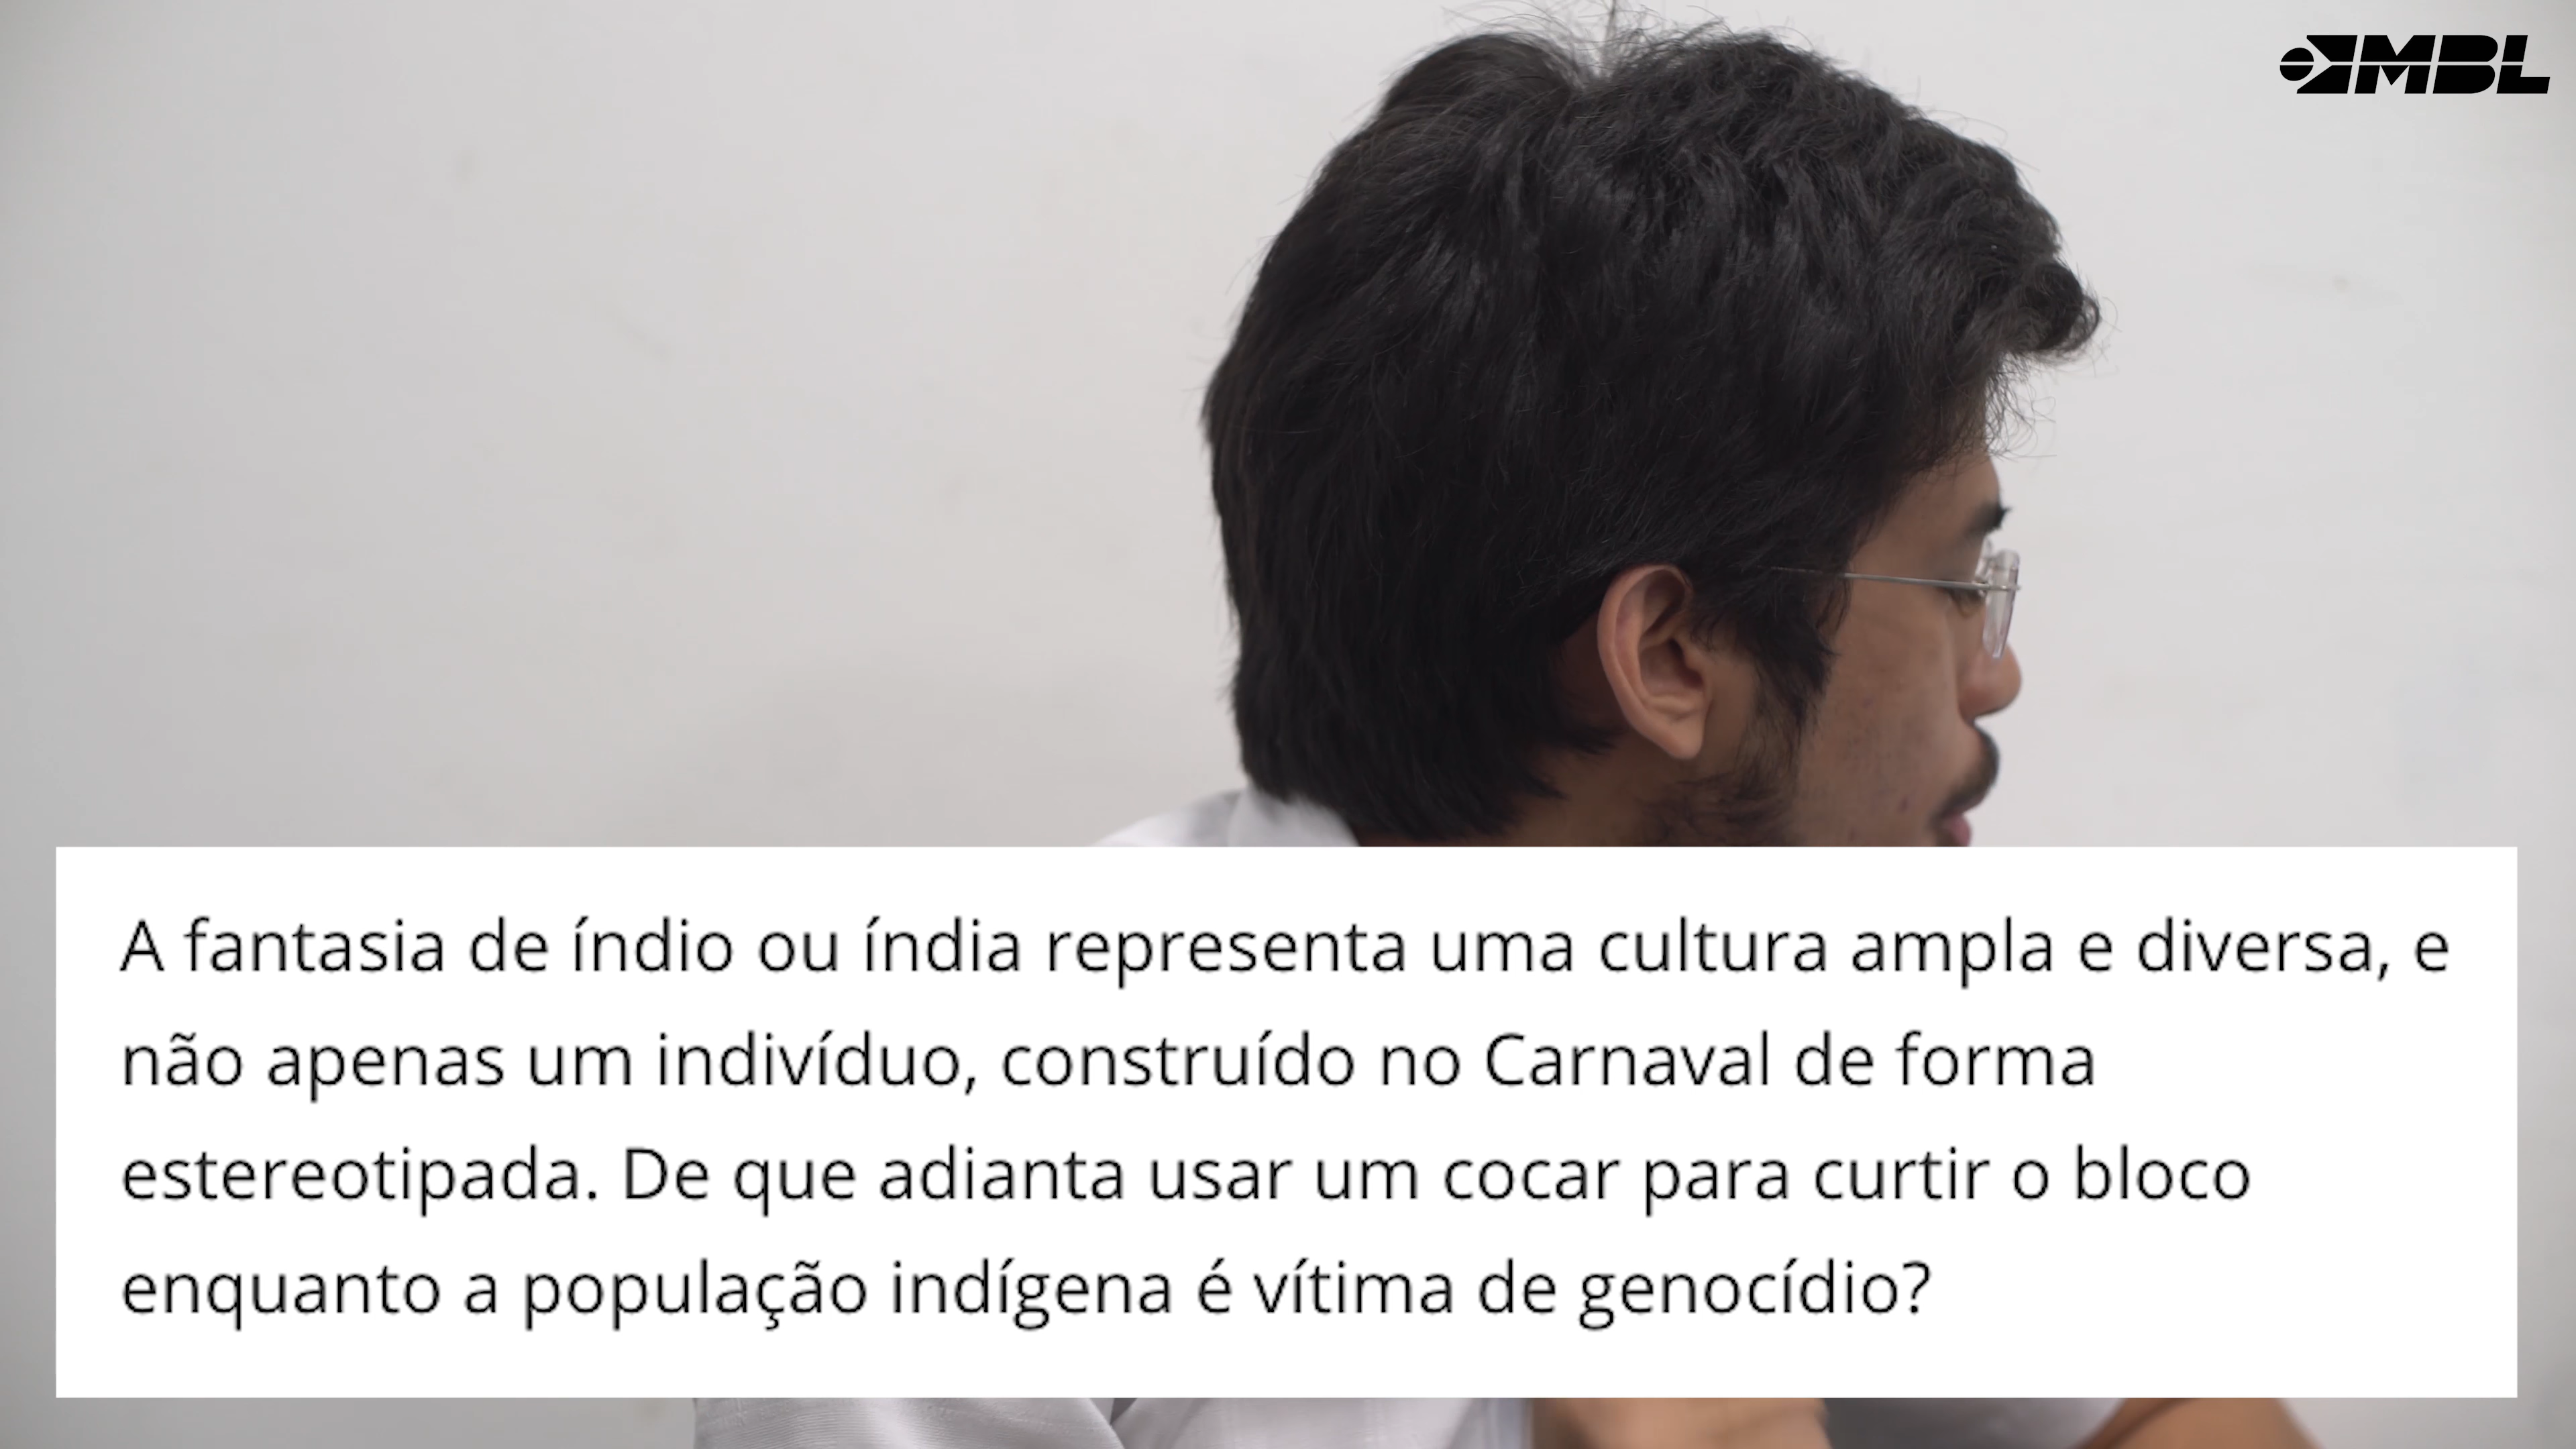 MBL
A fantasia de índio ou índia representa uma cultura ampla e diversa, e
não apenas um indivíduo, construído no Carnaval de forma
estereotipada. De que adianta usar um cocar para curtir o bloco
enquanto a população indígena é vítima de genocídio?